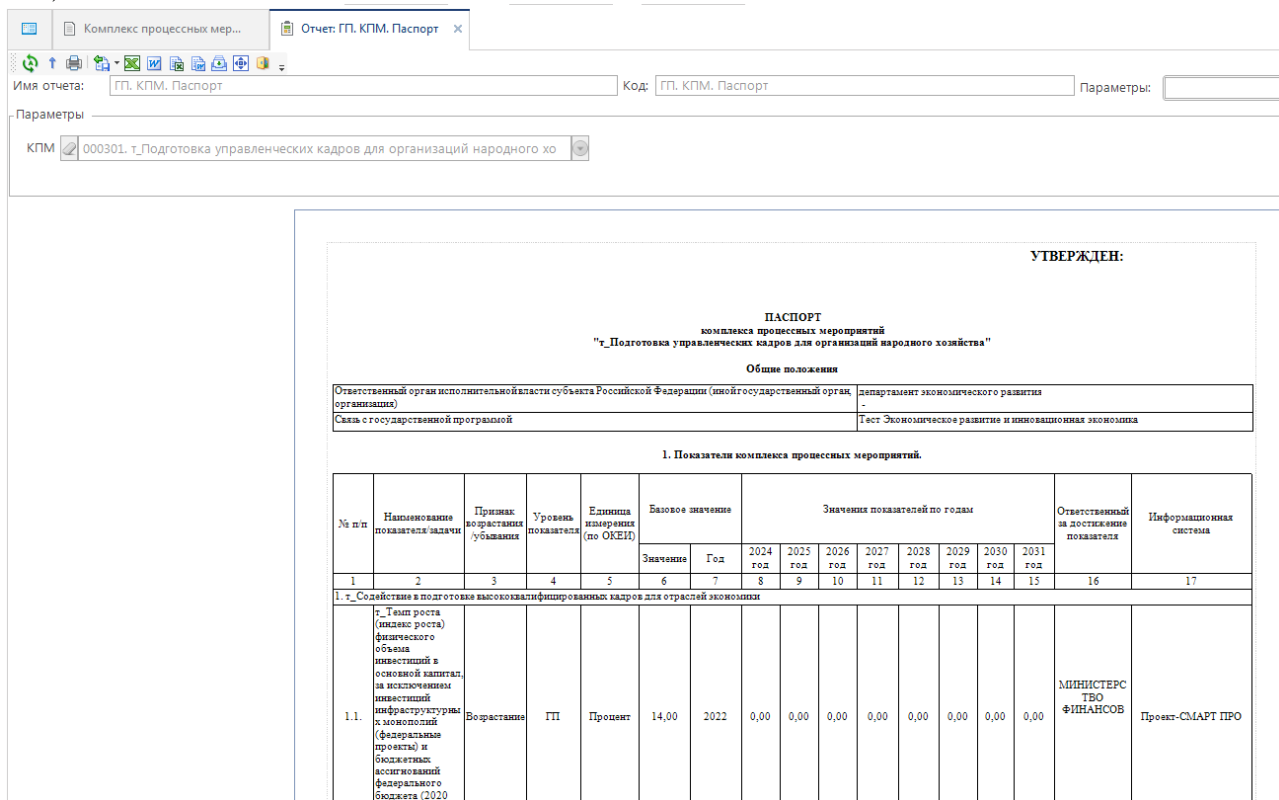 Комплекс процессных мер...
Отчет: ГП. КПМ. Паспорт
Имя отчета: ГП. КПМ. Паспорт Код: ГП. КПМ. Паспорт Параметры:
Параметры
КПМ 000301. т_Подготовка управленческих кадров для организаций народного хо
УТВЕРЖДЕН:
ПАСПОРТ
комплекса процессных мероприятий
"т_Подготовка управленческих кадров для организаций народного хозяйства"
Общие положения
Ответственный орган исполнительной власти субъекта Российской Федерации (иной государственный орган,
организация)
департамент экономического развития
-
Связь с государственной программой
Тест Экономическое развитие и инновационная экономика
1. Показатели комплекса процессных мероприятий.
№ п/п
Наименование
показателя/задачи
Признак
возрастания
/убывания
Уровень
показателя
Единица
измерения
(по ОКЕИ)
Базовое значение
Значение
Год
Значения показателей по годам
2024
год
2025
год
2026
год
2027
год
2028
год
2029
год
2030
год
2031
год
Ответственный
за достижение
показателя
Информационная
система
1 2 3 4 5 6 7 8 9 10 11 12 13 14 15 16 17
1. т_Содействие в подготовке высококвалифицированных кадров для отраслей экономики
1.1.
т_Темп роста
(индекс роста)
физического
объема
инвестиций в
основной капитал,
за исключением
инвестиций
инфраструктурны
х монополий
(федеральные
проекты) и
бюджетных
ассигнований
федерального
бюджета (2020
Возрастание
ГП
Процент
14,00
2022
0,00 0,00 0,00 0,00 0,00 0,00 0,00 0,00
МИНИСТЕРС
ТВО
ФИНАНСОВ
Проект-СМАРТ ПРО